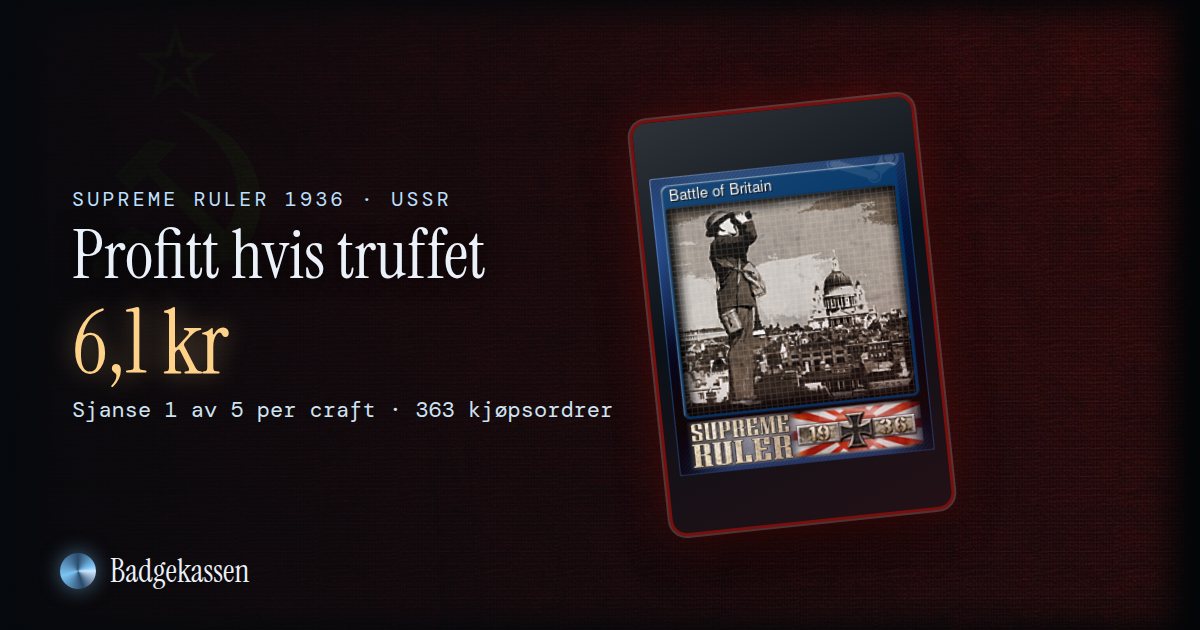 SUPREME RULER 1936 · USSR
Profitt hvis truffet
6,1 kr
Sjanse 1 av 5 per craft · 363 kjøpsordrer
Battle of Britain
SUPREME
RULER
19 36
Badgekassen